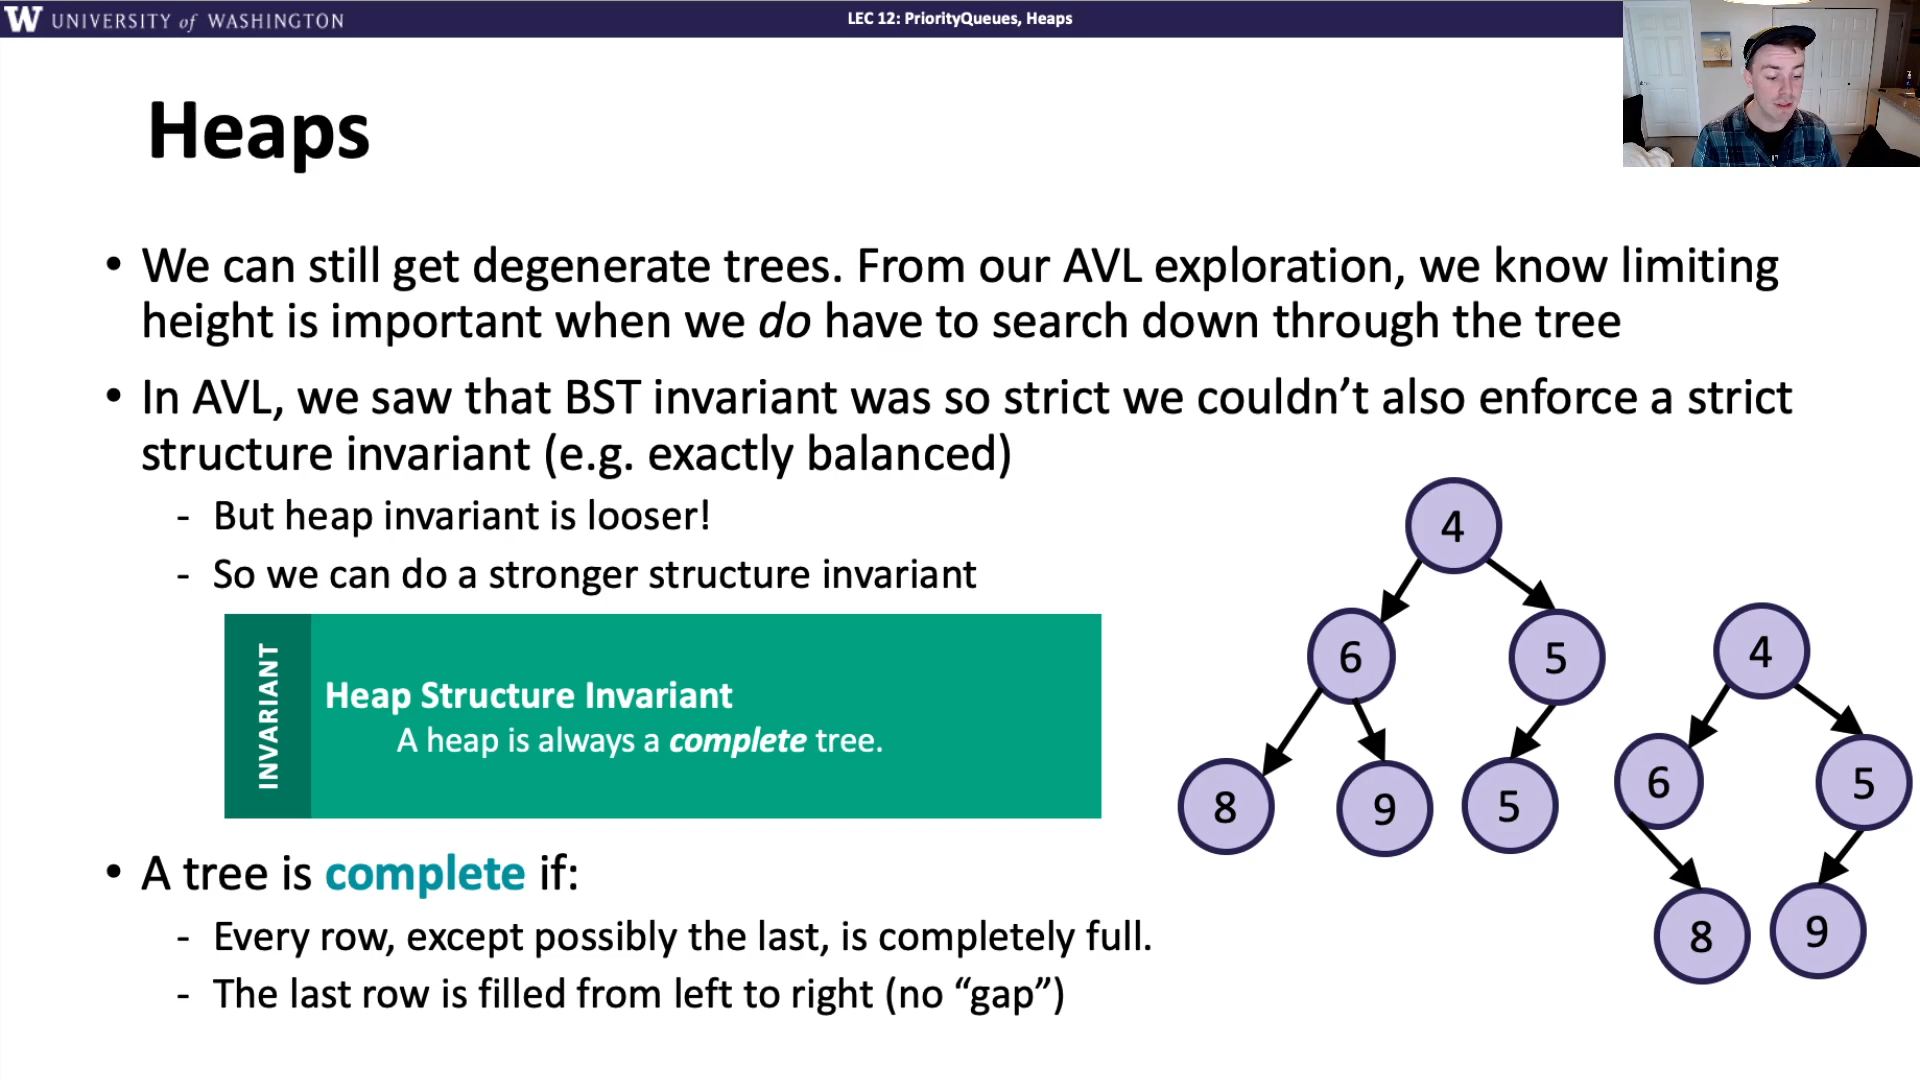 W UNIVERSITY of WASHINGTON
LEC 12: PriorityQueues, Heaps
Heaps
• We can still get degenerate trees. From our AVL exploration, we know limiting
height is important when we do have to search down through the tree
• In AVL, we saw that BST invariant was so strict we couldn’t also enforce a strict
structure invariant (e.g. exactly balanced)
- But heap invariant is looser!
- So we can do a stronger structure invariant
INVARIANT
Heap Structure Invariant
A heap is always a complete tree.
• A tree is complete if:
- Every row, except possibly the last, is completely full.
- The last row is filled from left to right (no “gap”)
4
6 5
8 9 5
4
6 5
8 9